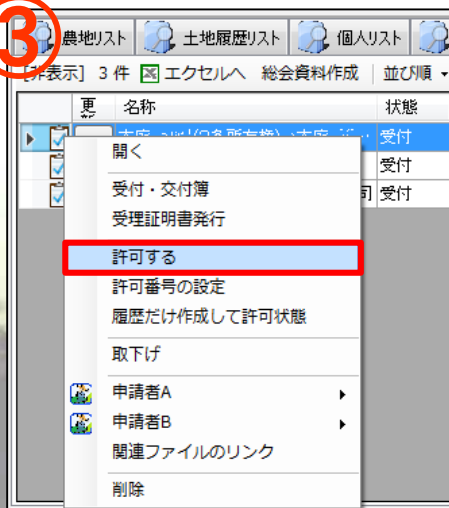 ③
農地リスト 土地履歴リスト 個人リスト
[非表示] 3 件 エクセルへ 総会資料作成 並び順
名称 状態
受付
開く
受付
受付・交付簿
司 受付
受理証明書発行
許可する
許可番号の設定
履歴だけ作成して許可状態
取下げ
申請者A
申請者B
関連ファイルのリンク
削除